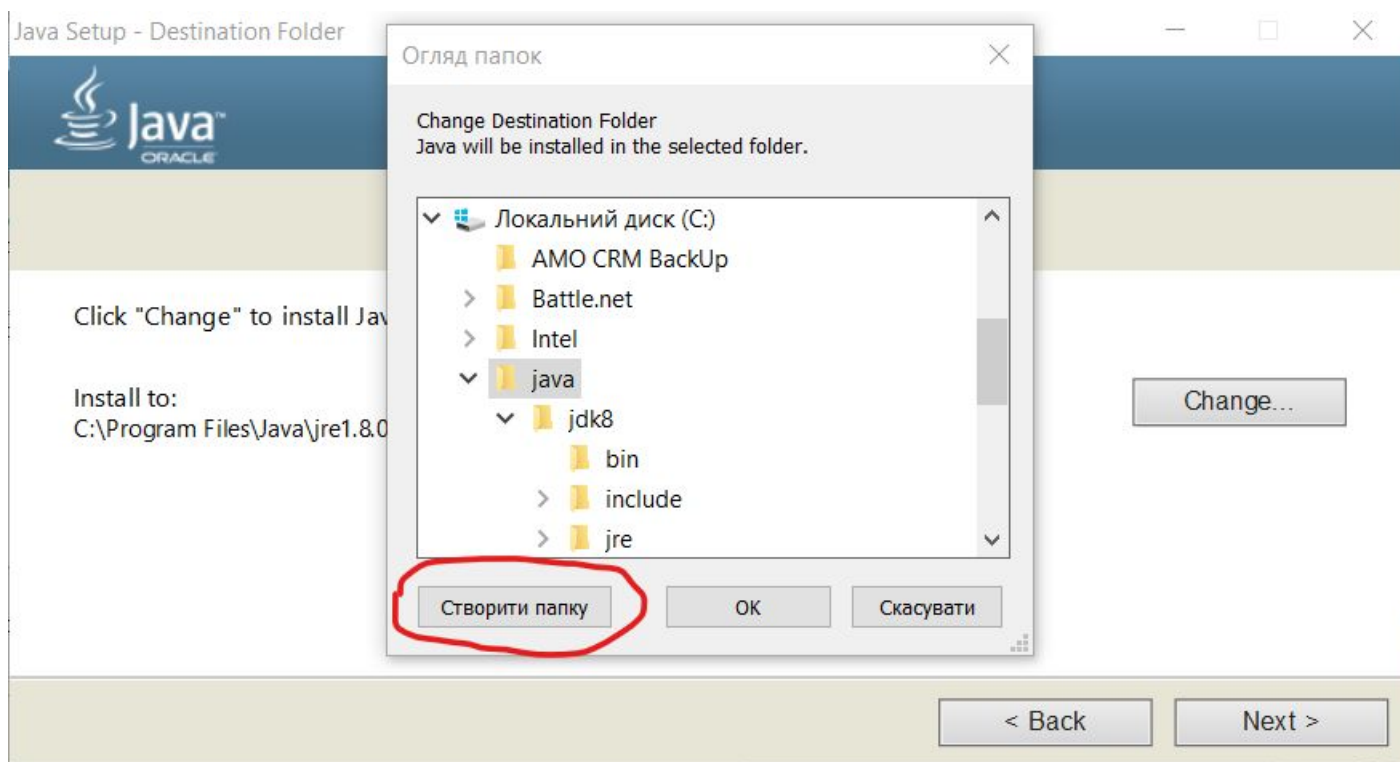 Java Setup - Destination Folder
Java™
ORACLE
Click "Change" to install Jav
Install to:
C:\Program Files\Java\jre1.8.0
Change...
Огляд папок
Change Destination Folder
Java will be installed in the selected folder.
Локальний диск (C:)
AMO CRM BackUp
Battle.net
Intel
java
jdk8
bin
include
jre
Створити папку
OK
Скасувати
< Back
Next >